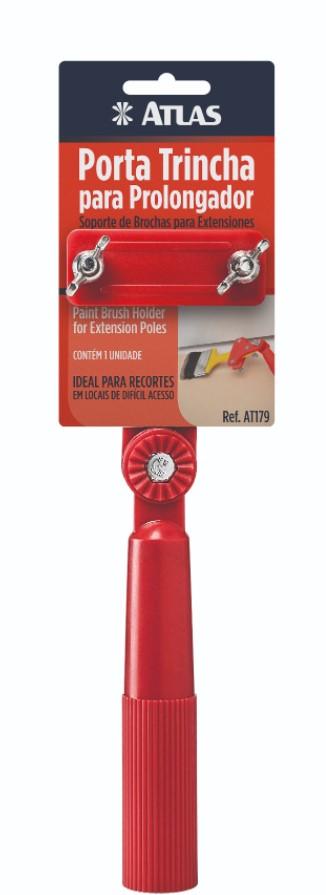 ATLAS
Porta Trincha
para Prolongador
Soporte de Brochas para Extensiones
Paint Brush Holder
for Extension Poles
CONTÉM 1 UNIDADE
IDEAL PARA RECORTES
EM LOCAIS DE DIFÍCIL ACESSO
Ref. AT179